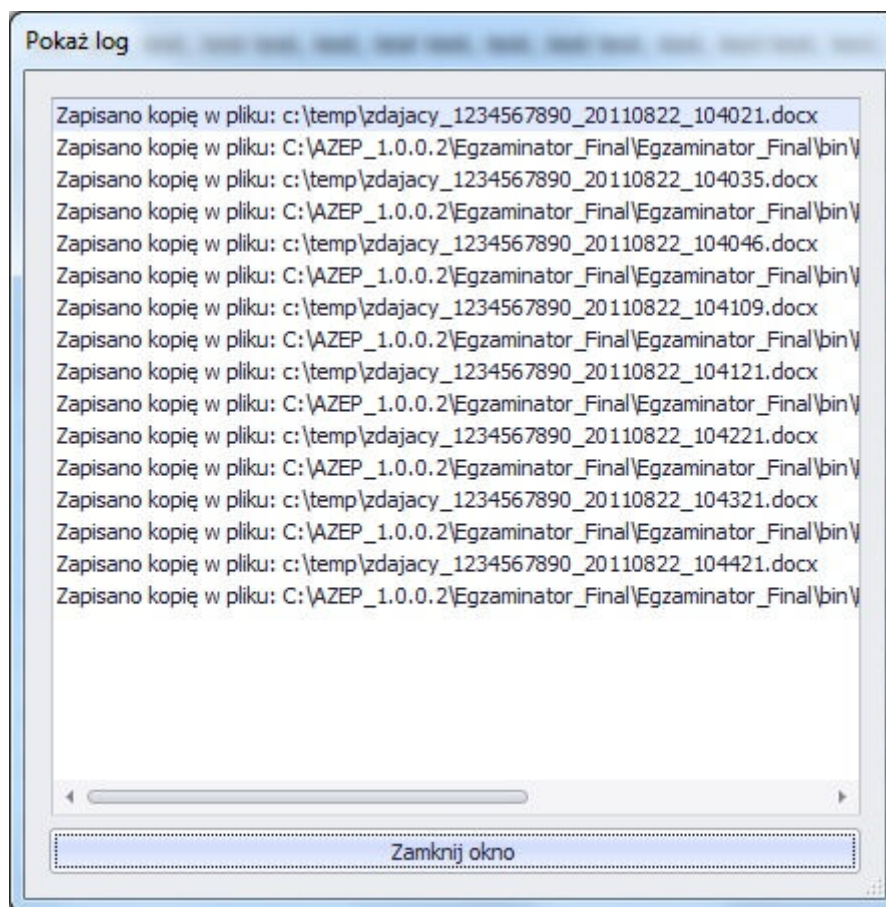 Pokaż log
Zapisano kopię w pliku: c:\temp\zdajacy_1234567890_20110822_104021.docx
Zapisano kopię w pliku: C:\AZEP_1.0.0.2\Egzaminator_Final\Egzaminator_Final\bin\
Zapisano kopię w pliku: c:\temp\zdajacy_1234567890_20110822_104035.docx
Zapisano kopię w pliku: C:\AZEP_1.0.0.2\Egzaminator_Final\Egzaminator_Final\bin\
Zapisano kopię w pliku: c:\temp\zdajacy_1234567890_20110822_104046.docx
Zapisano kopię w pliku: C:\AZEP_1.0.0.2\Egzaminator_Final\Egzaminator_Final\bin\
Zapisano kopię w pliku: c:\temp\zdajacy_1234567890_20110822_104109.docx
Zapisano kopię w pliku: C:\AZEP_1.0.0.2\Egzaminator_Final\Egzaminator_Final\bin\
Zapisano kopię w pliku: c:\temp\zdajacy_1234567890_20110822_104121.docx
Zapisano kopię w pliku: C:\AZEP_1.0.0.2\Egzaminator_Final\Egzaminator_Final\bin\
Zapisano kopię w pliku: c:\temp\zdajacy_1234567890_20110822_104221.docx
Zapisano kopię w pliku: C:\AZEP_1.0.0.2\Egzaminator_Final\Egzaminator_Final\bin\
Zapisano kopię w pliku: c:\temp\zdajacy_1234567890_20110822_104321.docx
Zapisano kopię w pliku: C:\AZEP_1.0.0.2\Egzaminator_Final\Egzaminator_Final\bin\
Zapisano kopię w pliku: c:\temp\zdajacy_1234567890_20110822_104421.docx
Zapisano kopię w pliku: C:\AZEP_1.0.0.2\Egzaminator_Final\Egzaminator_Final\bin\
Zamknij okno